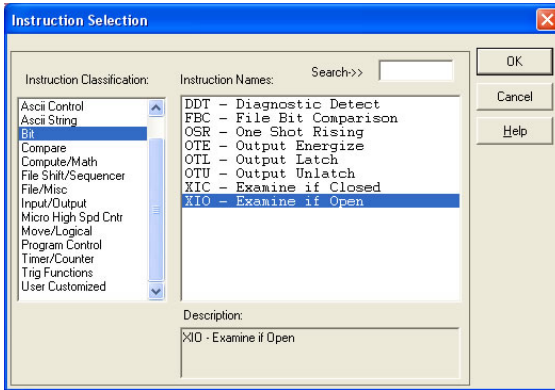 Instruction Selection
Instruction Classification:
Ascii Control
Ascii String
Bit
Compare
Compute/Math
File Shift/Sequencer
File/Misc
Input/Output
Micro High Spd Cntr
Move/Logical
Program Control
Timer/Counter
Trig Functions
User Customized
Instruction Names:
Search->>
DDT - Diagnostic Detect
FBC - File Bit Comparison
OSR - One Shot Rising
OTE - Output Energize
OTL - Output Latch
OTU - Output Unlatch
XIC - Examine if Closed
XIO - Examine if Open
Description:
XIO - Examine if Open
OK
Cancel
Help